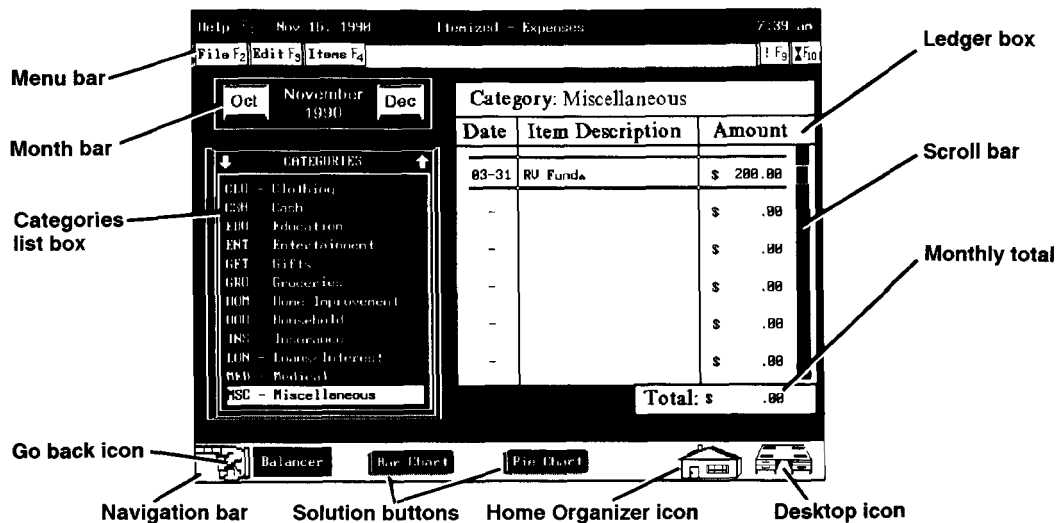 Help F1 Nov 16, 1990 Itemized - Expenses 7:39 am
File F2 Edit F3 Items F4 ! F9 F10
Ledger box
Menu bar
Oct November 1990 Dec
Category: Miscellaneous
Month bar
Date Item Description Amount
Scroll bar
CATEGORIES
03-31 RV Fund $ 200.00
CLO - Clothing
CSH - Cash
- $ .00
Categories list box
EDU - Education
ENT - Entertainment
- $ .00
Monthly total
GFT - Gifts
GRO - Groceries
- $ .00
HOM - Home Improvement
HOU - Household
- $ .00
INS - Insurance
LON - Loans/Interest
- $ .00
MED - Medical
MSC - Miscellaneous
Total: $ .00
Go back icon
Balancer Bar Chart Pie Chart
Navigation bar Solution buttons Home Organizer icon Desktop icon